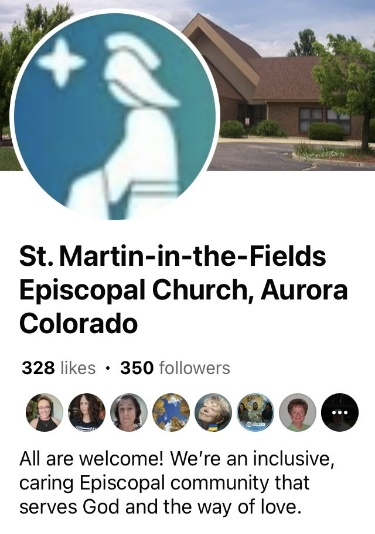 St. Martin-in-the-Fields
Episcopal Church, Aurora
Colorado
328 likes • 350 followers
All are welcome! We're an inclusive,
caring Episcopal community that
serves God and the way of love.